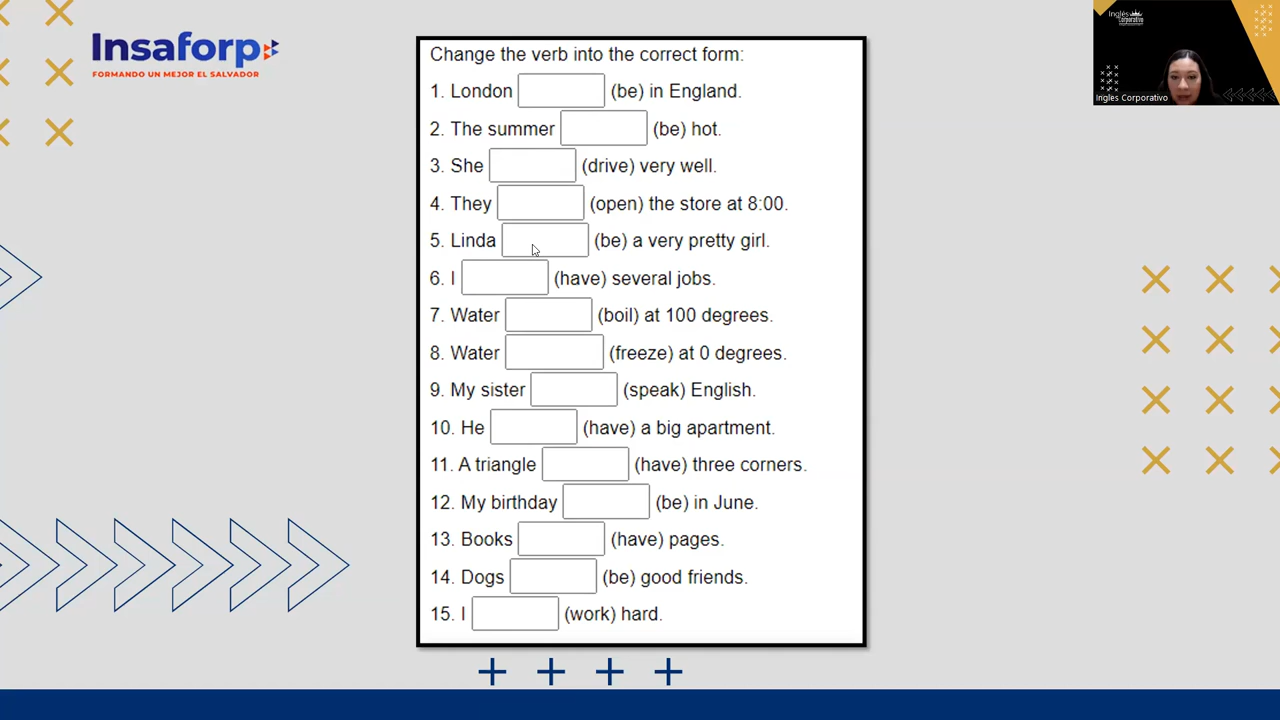 Insaforp
FORMANDO UN MEJOR EL SALVADOR
Change the verb into the correct form:
1. London (be) in England.
2. The summer (be) hot.
3. She (drive) very well.
4. They (open) the store at 8:00.
5. Linda (be) a very pretty girl.
6. I (have) several jobs.
7. Water (boil) at 100 degrees.
8. Water (freeze) at 0 degrees.
9. My sister (speak) English.
10. He (have) a big apartment.
11. A triangle (have) three corners.
12. My birthday (be) in June.
13. Books (have) pages.
14. Dogs (be) good friends.
15. I (work) hard.
Inglés
Corporativo
Ingles Corporativo